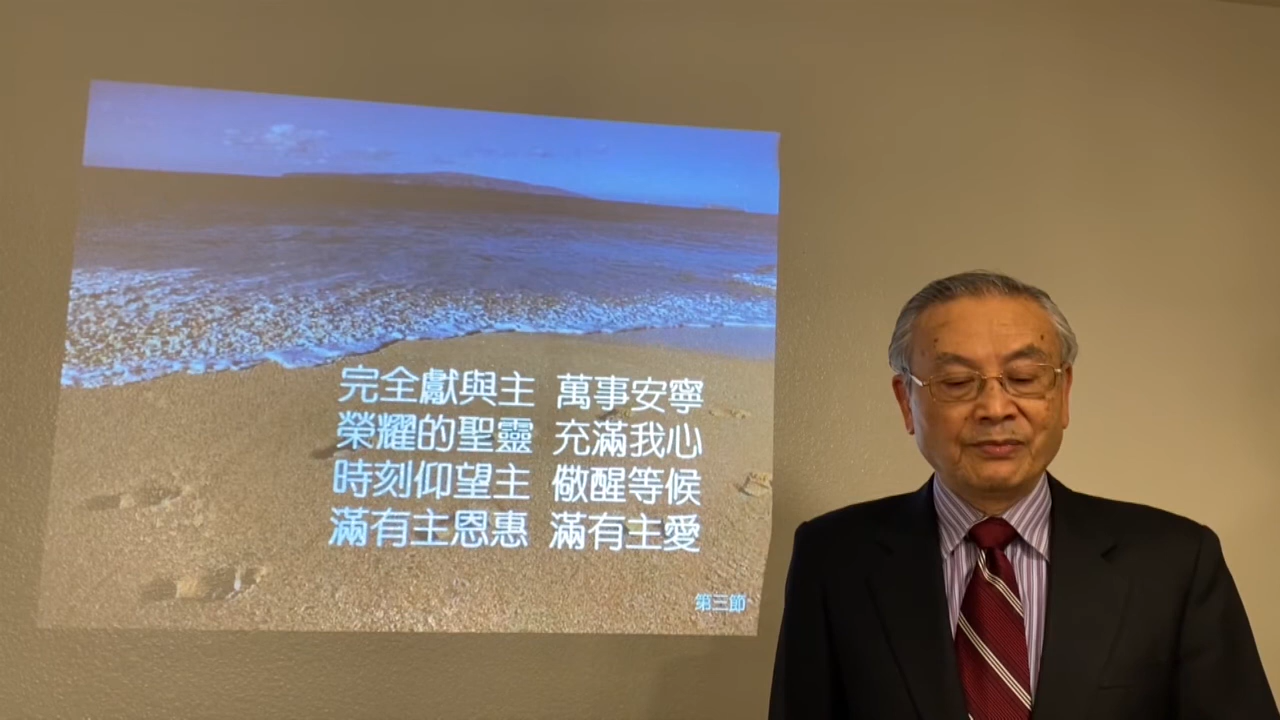 完全獻與主 萬事安寧
榮耀的聖靈 充滿我心
時刻仰望主 儆醒等候
滿有主恩惠 滿有主愛
第三節